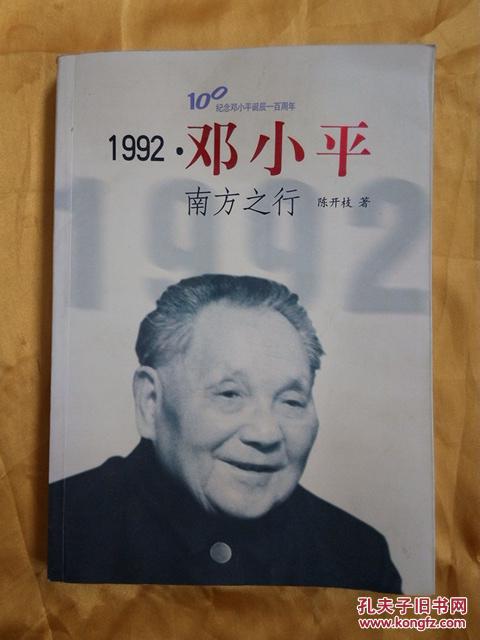 100
纪念邓小平诞辰一百周年
1992·邓小平
南方之行 陈开枝 著
1992
孔夫子旧书网
www.kongfz.com